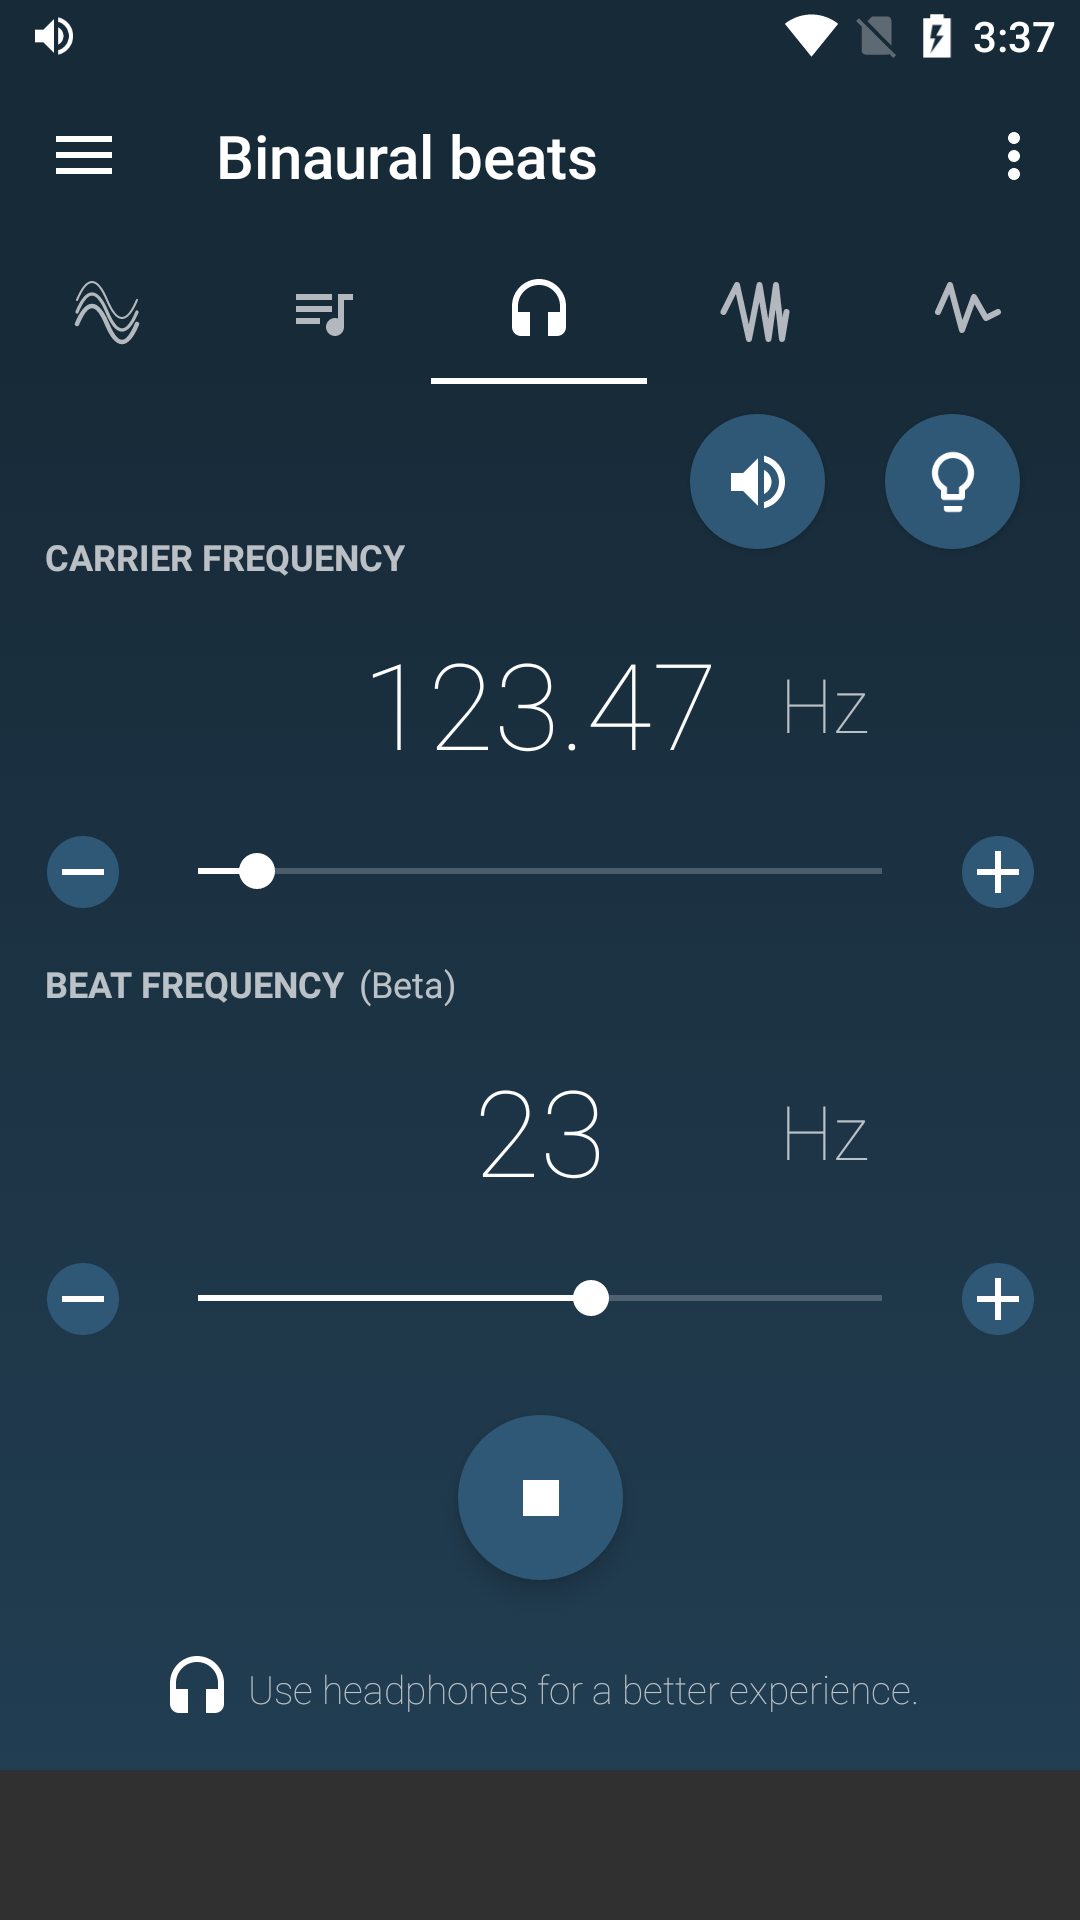 3:37
Binaural beats
CARRIER FREQUENCY
123.47 Hz
BEAT FREQUENCY (Beta)
23 Hz
Use headphones for a better experience.